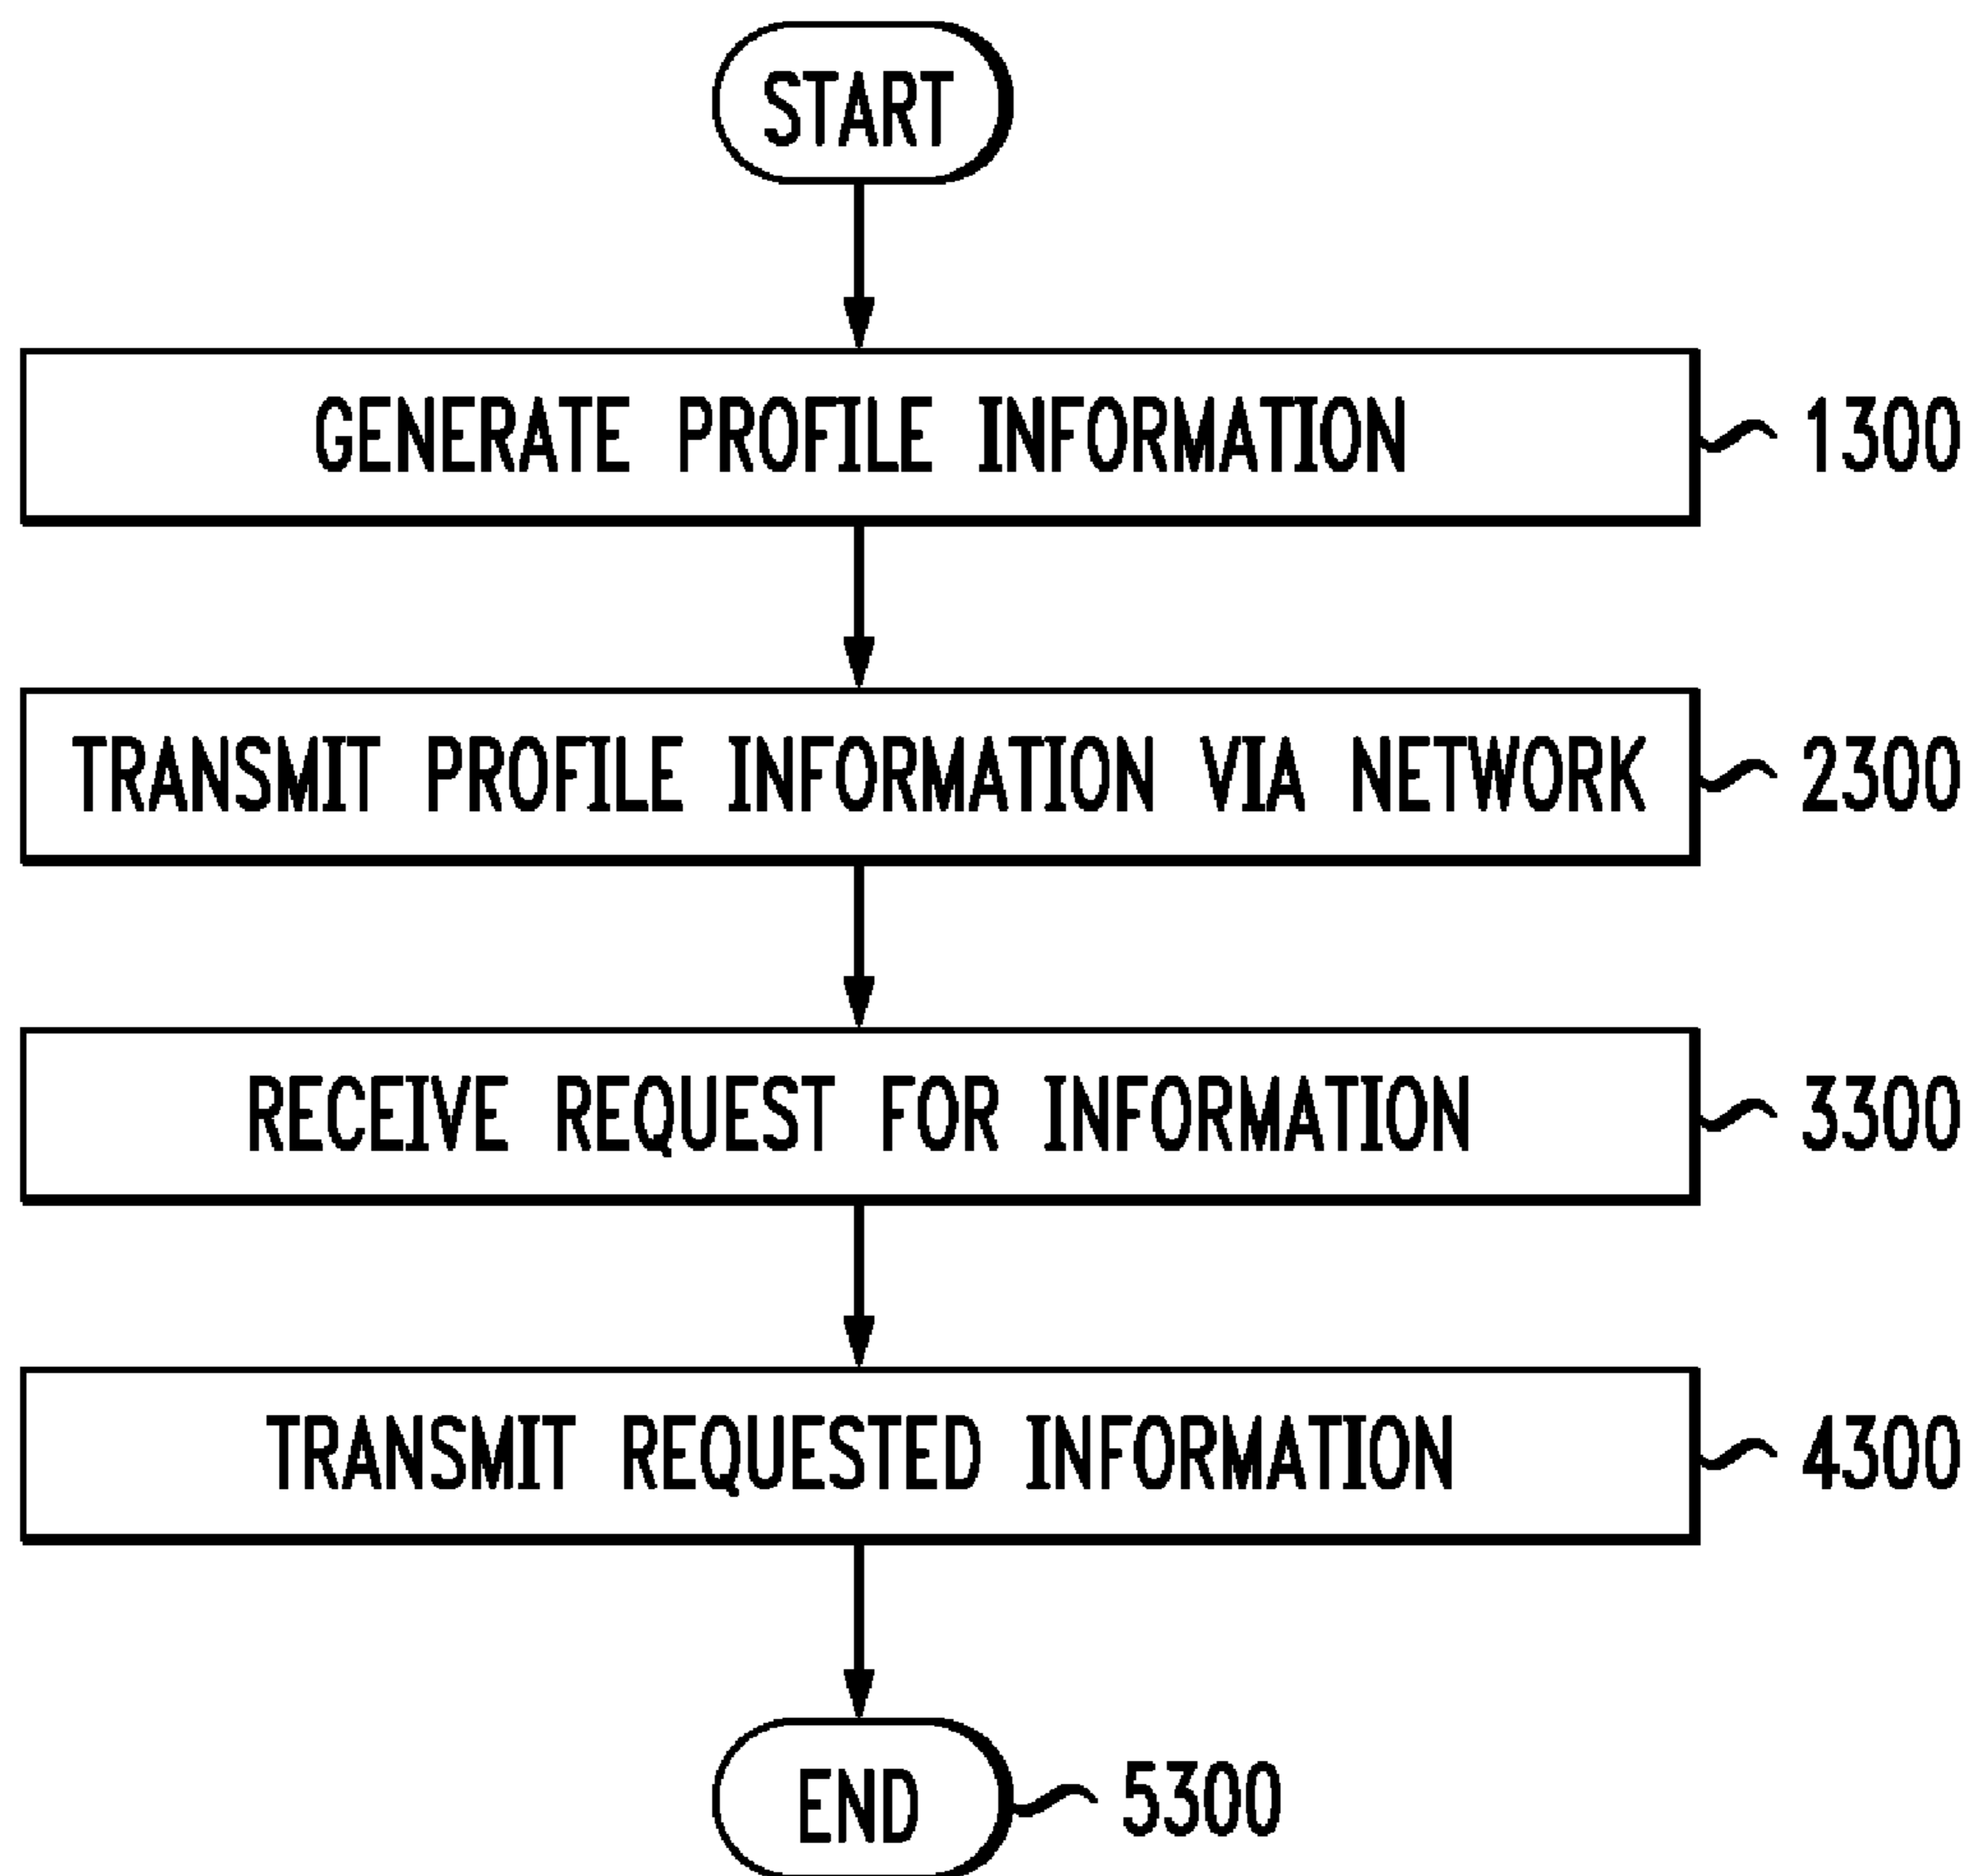 START
GENERATE PROFILE INFORMATION 1300
TRANSMIT PROFILE INFORMATION VIA NETWORK 2300
RECEIVE REQUEST FOR INFORMATION 3300
TRANSMIT REQUESTED INFORMATION 4300
END 5300